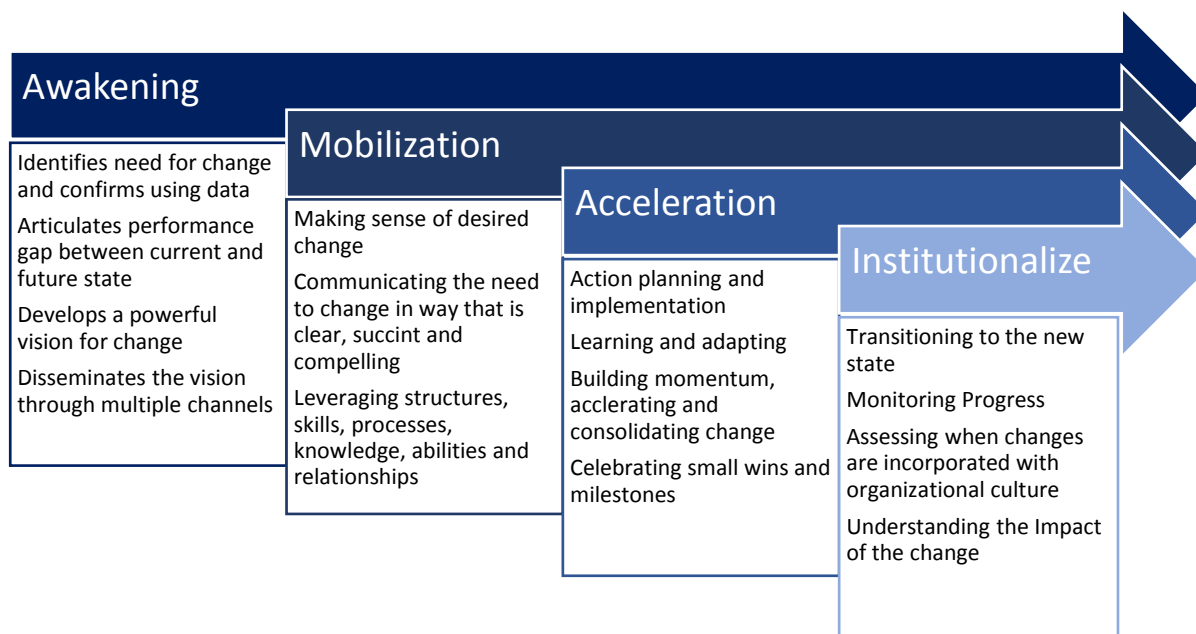 Awakening
Identifies need for change
and confirms using data
Articulates performance
gap between current and
future state
Develops a powerful
vision for change
Disseminates the vision
through multiple channels
Mobilization
Making sense of desired
change
Communicating the need
to change in way that is
clear, succint and
compelling
Leveraging structures,
skills, processes,
knowledge, abilities and
relationships
Acceleration
Action planning and
implementation
Learning and adapting
Building momentum,
acclerating and
consolidating change
Celebrating small wins and
milestones
Institutionalize
Transitioning to the new
state
Monitoring Progress
Assessing when changes
are incorporated with
organizational culture
Understanding the Impact
of the change